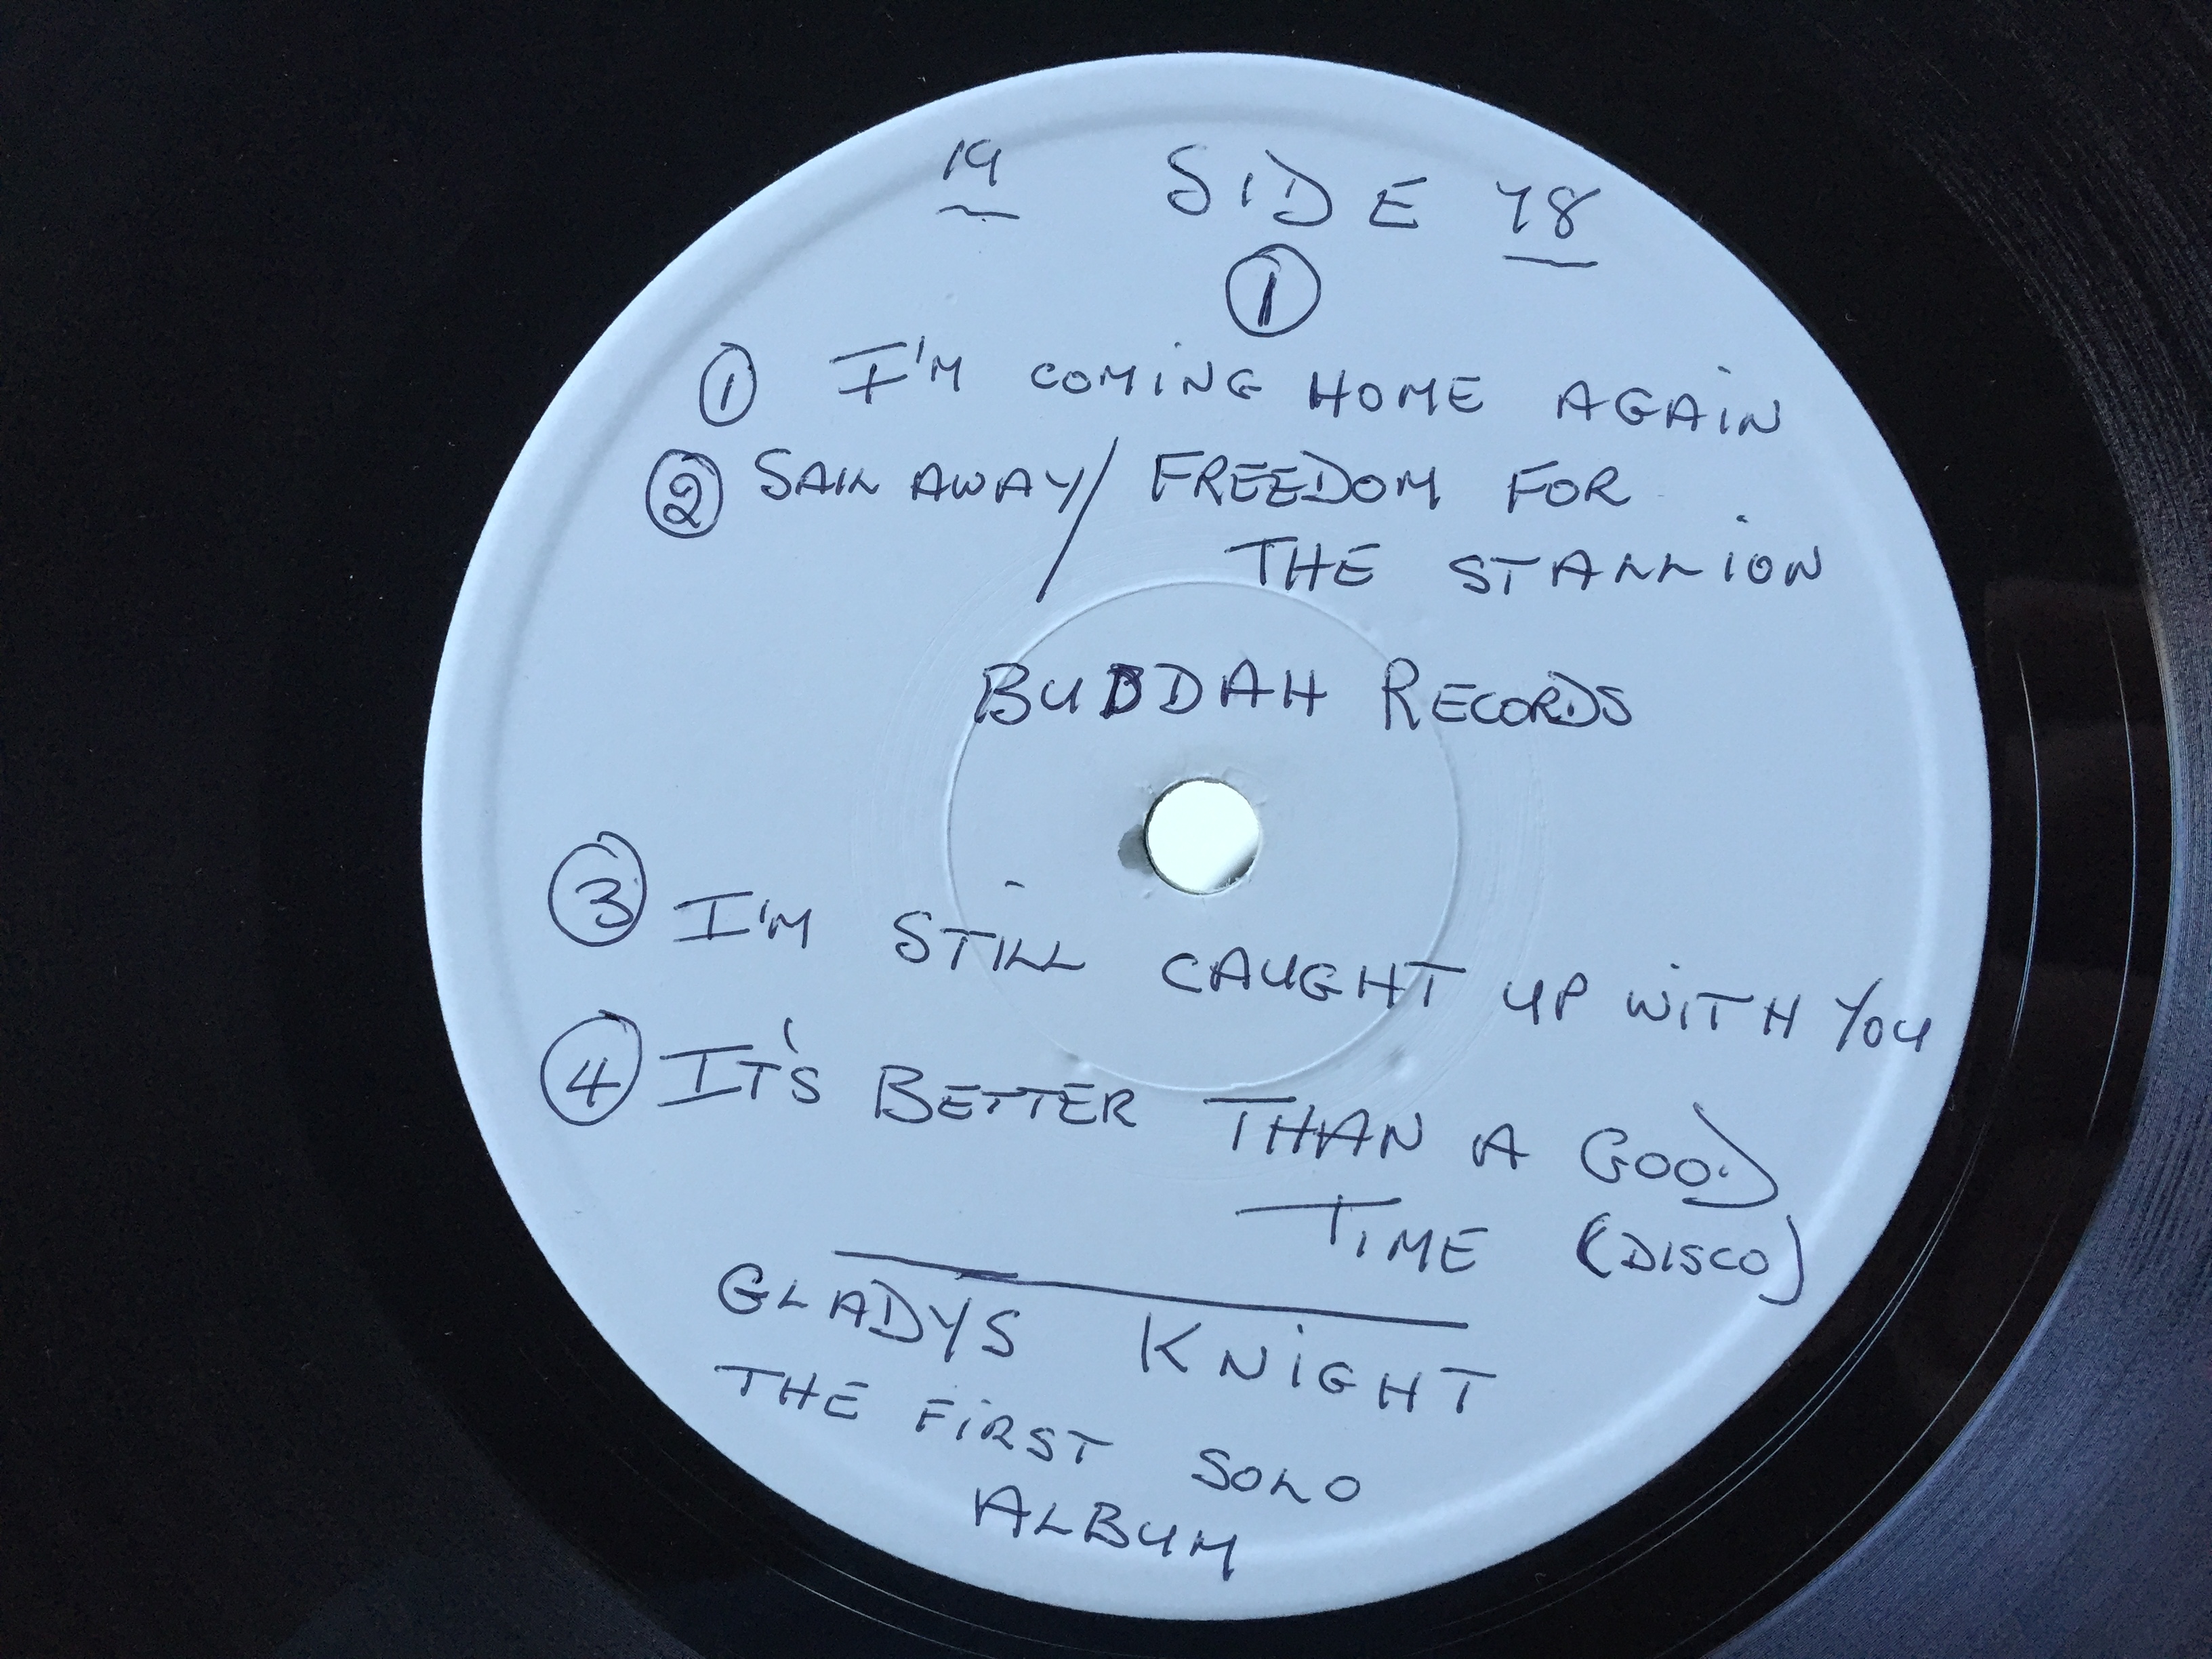 19 SIDE 78
1
1 I'M COMING HOME AGAIN
2 SAIL AWAY / FREEDOM FOR
THE STALLION
BUDDAH RECORDS
3 I'M STILL CAUGHT UP WITH YOU
4 IT'S BETTER THAN A GOOD
TIME (DISCO)
GLADYS KNIGHT
THE FIRST SOLO
ALBUM